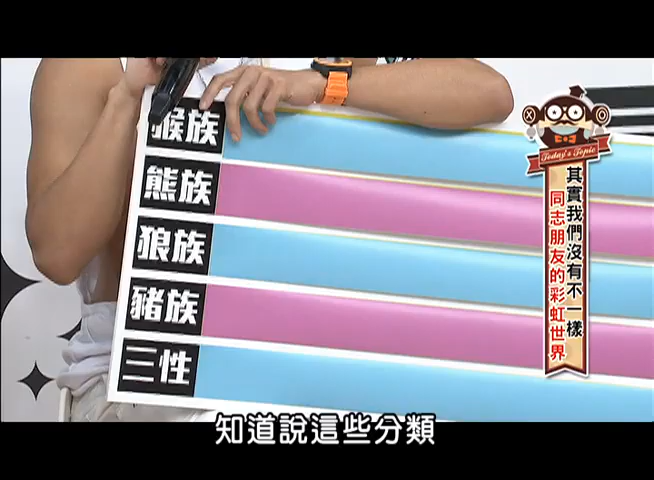 猴族
熊族
狼族
豬族
三性
Today's Topic
其實我們沒有不一樣
同志朋友的彩虹世界
知道說這些分類